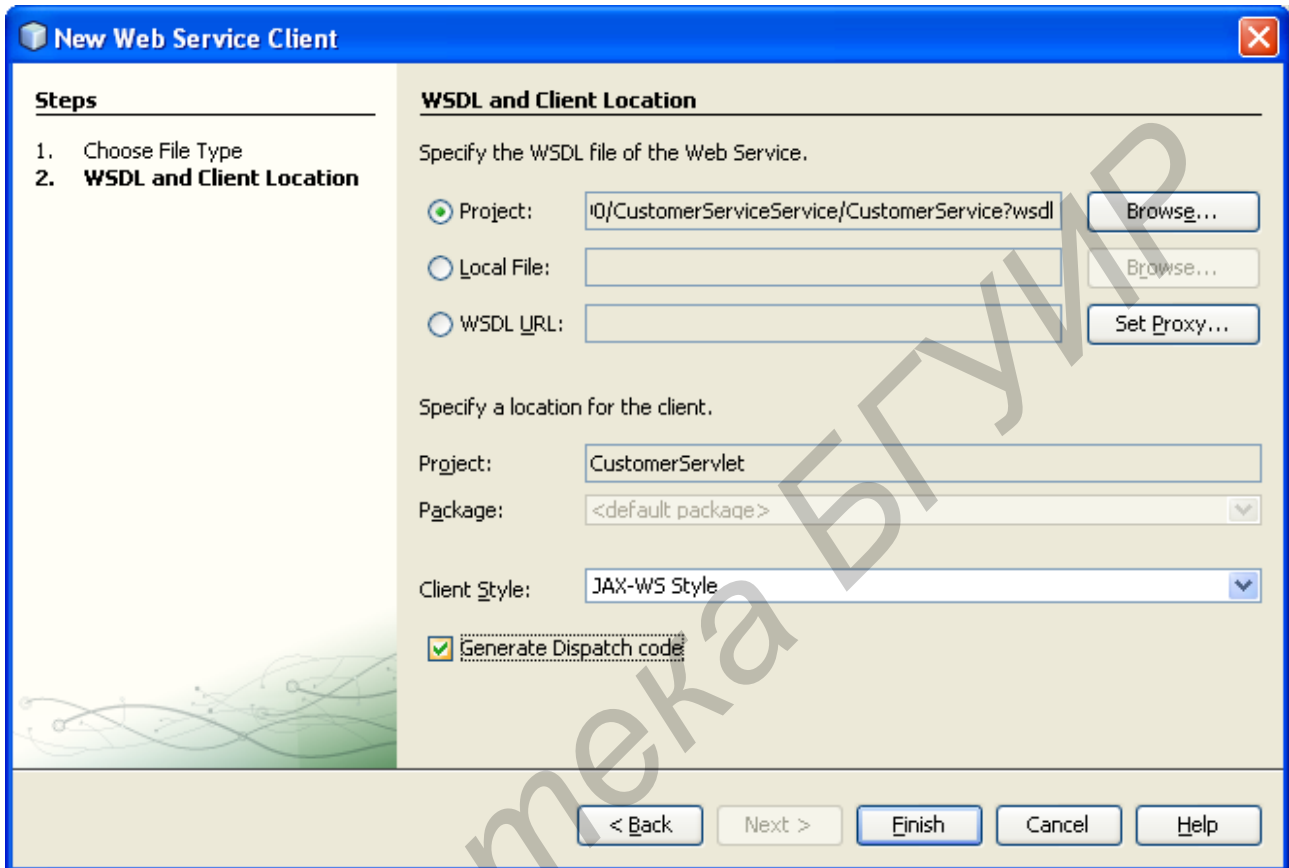 New Web Service Client
Steps
1. Choose File Type
2. WSDL and Client Location
WSDL and Client Location
Specify the WSDL file of the Web Service.
Project: 0/CustomerServiceService/CustomerService?wsdl Browse...
Local File: Browse...
WSDL URL: Set Proxy...
Specify a location for the client.
Project: CustomerServlet
Package: <default package>
Client Style: JAX-WS Style
Generate Dispatch code
< Back Next > Finish Cancel Help
тека БГУИР